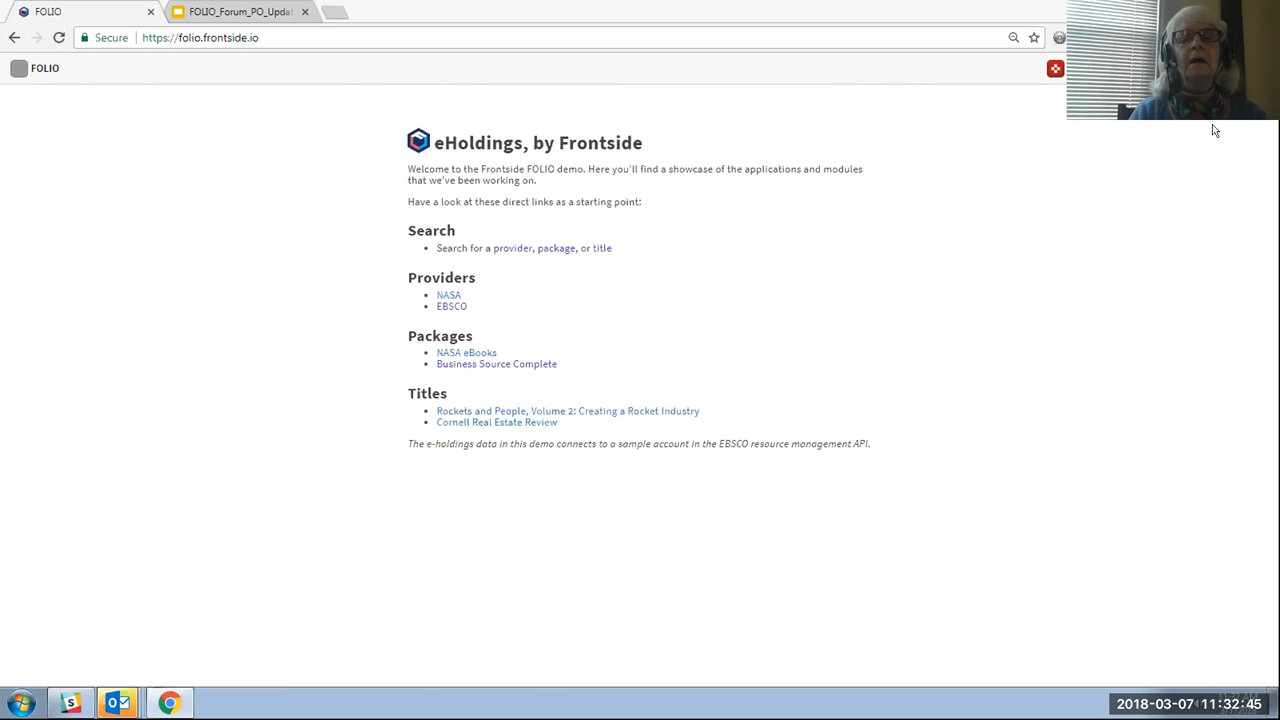 FOLIO
FOLIO_Forum_PO_Updat
Secure
https://folio.frontside.io
FOLIO
eHoldings, by Frontside
Welcome to the Frontside FOLIO demo. Here you'll find a showcase of the applications and modules
that we've been working on.
Have a look at these direct links as a starting point:
Search
• Search for a provider, package, or title
Providers
• NASA
• EBSCO
Packages
• NASA eBooks
• Business Source Complete
Titles
• Rockets and People, Volume 2: Creating a Rocket Industry
• Cornell Real Estate Review
The e-holdings data in this demo connects to a sample account in the EBSCO resource management API.
2018-03-07 11:32:45